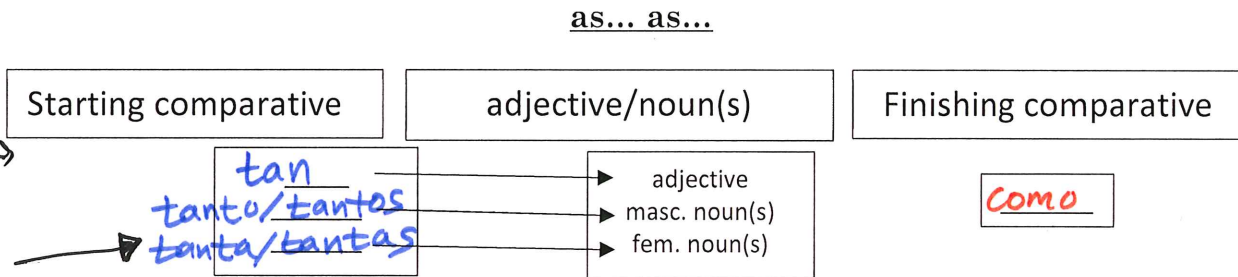 as... as...
Starting comparative
adjective/noun(s)
Finishing comparative
tan
adjective
como
tanto/tantos
masc. noun(s)
tanta/tantas
fem. noun(s)